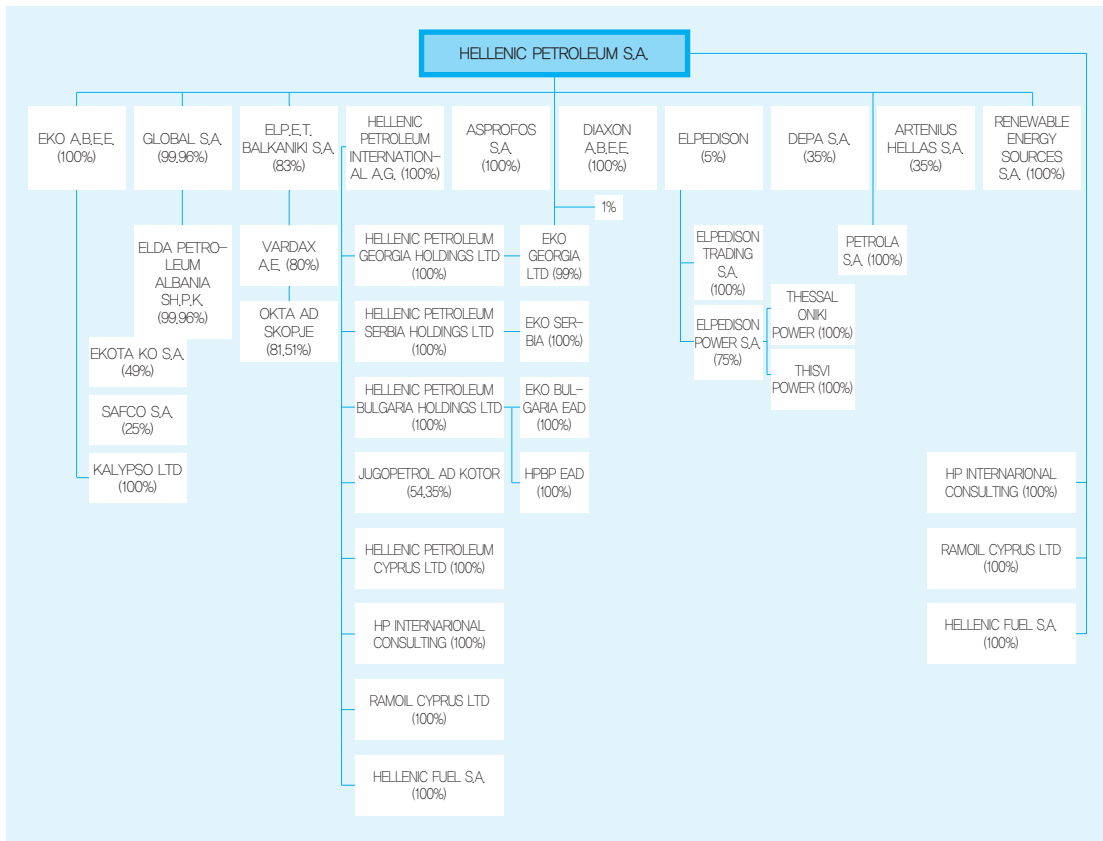 HELLENIC PETROLEUM S.A.
EKO A.B.E.E.
(100%)
GLOBAL S.A.
(99,96%)
ELP.E.T.
BALKANIKI S.A.
(83%)
HELLENIC
PETROLEUM
INTERNATION-
AL A.G. (100%)
ASPROFOS
S.A.
(100%)
DIAXON
A.B.E.E.
(100%)
ELPEDISON
(5%)
DEPA S.A.
(35%)
ARTENIUS
HELLAS S.A.
(35%)
RENEWABLE
ENERGY
SOURCES
S.A. (100%)
1%
ELDA PETRO-
LEUM
ALBANIA
SH.P.K.
(99,96%)
VARDAX
A.E. (80%)
HELLENIC PETROLEUM
GEORGIA HOLDINGS LTD
(100%)
EKO
GEORGIA
LTD (99%)
ELPEDISON
TRADING
S.A.
(100%)
PETROLA
S.A. (100%)
OKTA AD
SKOPJE
(81,51%)
HELLENIC PETROLEUM
SERBIA HOLDINGS LTD
(100%)
EKO SER-
BIA (100%)
ELPEDISON
POWER S.A.
(75%)
THESSAL
ONIKI
POWER (100%)
THISVI
POWER (100%)
EKOTA KO S.A.
(49%)
SAFCO S.A.
(25%)
KALYPSO LTD
(100%)
HELLENIC PETROLEUM
BULGARIA HOLDINGS LTD
(100%)
EKO BUL-
GARIA EAD
(100%)
JUGOPETROL AD KOTOR
(54,35%)
HPBP EAD
(100%)
HELLENIC PETROLEUM
CYPRUS LTD (100%)
HP INTERNARIONAL
CONSULTING (100%)
RAMOIL CYPRUS LTD
(100%)
HELLENIC FUEL S.A.
(100%)
HP INTERNARIONAL
CONSULTING (100%)
RAMOIL CYPRUS LTD
(100%)
HELLENIC FUEL S.A.
(100%)